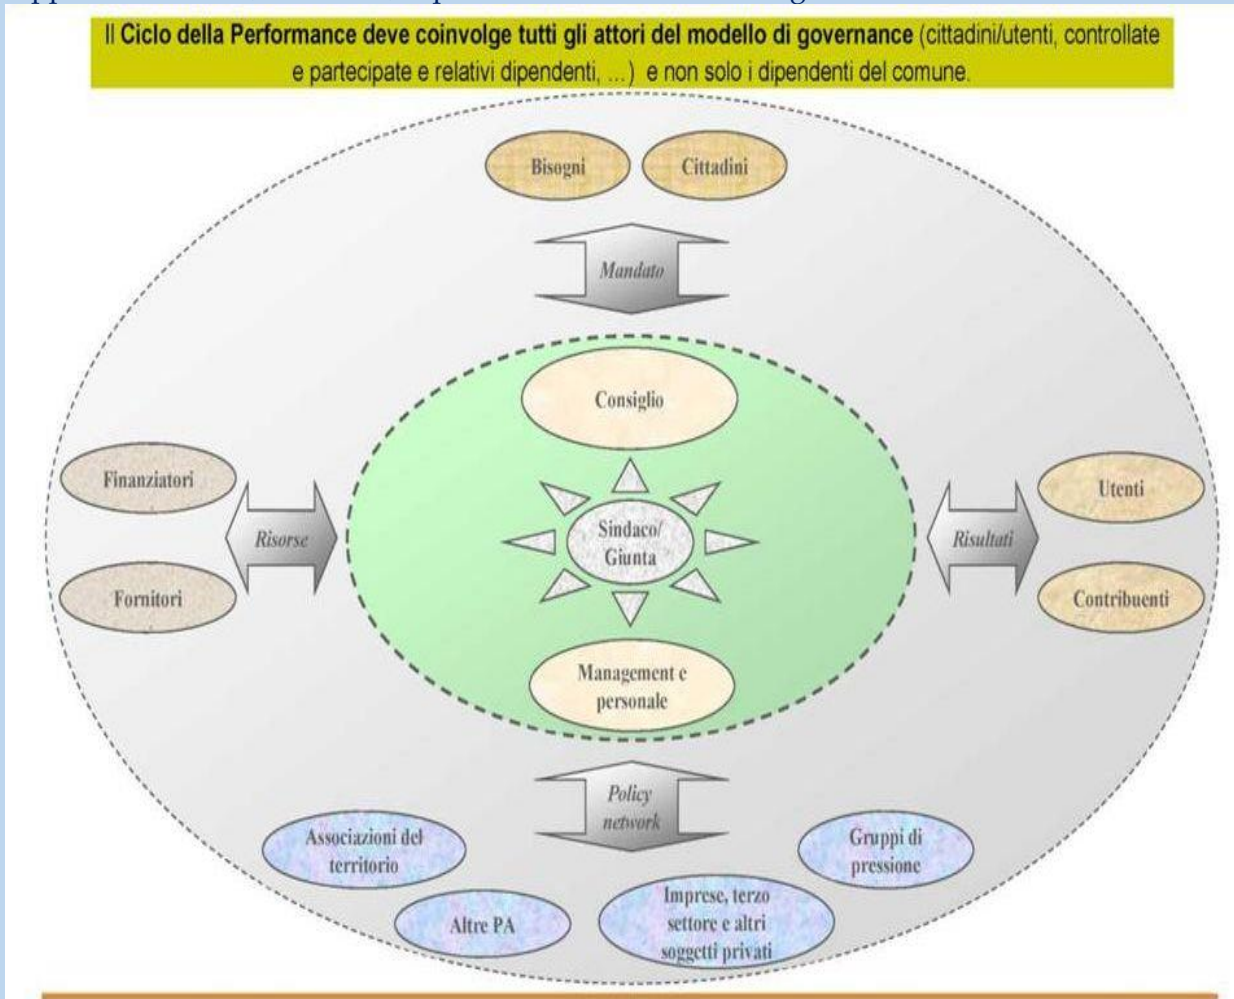 Il Ciclo della Performance deve coinvolge tutti gli attori del modello di governance (cittadini/utenti, controllate
e partecipate e relativi dipendenti, ...) e non solo i dipendenti del comune.
Bisogni
Cittadini
Mandato
Consiglio
Finanziatori
Utenti
Risorse
Sindaco/
Giunta
Risultati
Fornitori
Contribuenti
Management e
personale
Policy
network
Associazioni del
territorio
Gruppi di
pressione
Altre PA
Imprese, terzo
settore e altri
soggetti privati